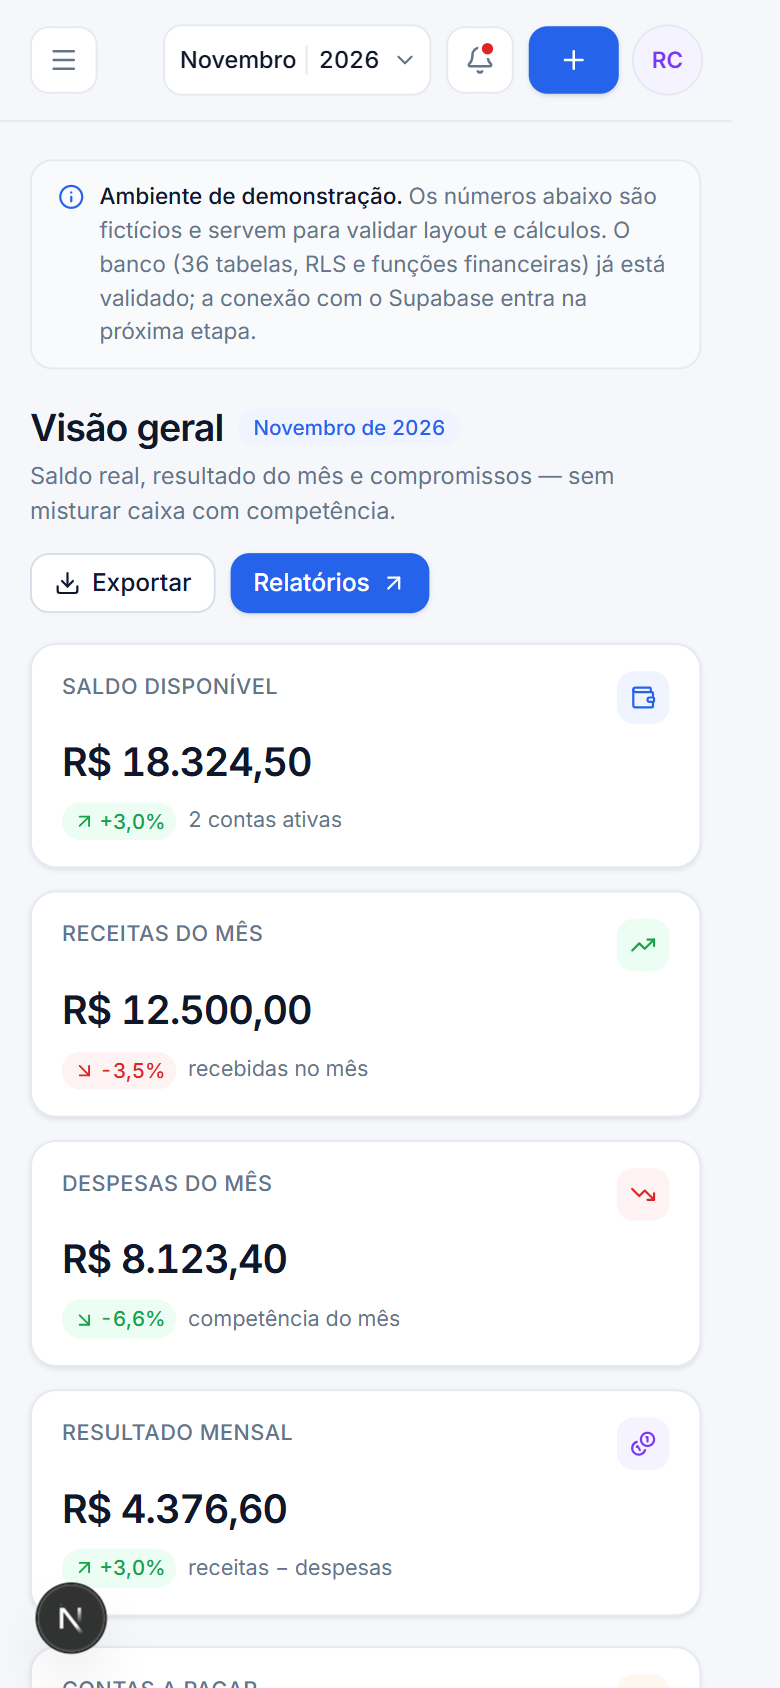 Novembro 2026
RC
Ambiente de demonstração. Os números abaixo são
fictícios e servem para validar layout e cálculos. O
banco (36 tabelas, RLS e funções financeiras) já está
validado; a conexão com o Supabase entra na
próxima etapa.
Visão geral Novembro de 2026
Saldo real, resultado do mês e compromissos — sem
misturar caixa com competência.
Exportar Relatórios
SALDO DISPONÍVEL
R$ 18.324,50
+3,0% 2 contas ativas
RECEITAS DO MÊS
R$ 12.500,00
-3,5% recebidas no mês
DESPESAS DO MÊS
R$ 8.123,40
-6,6% competência do mês
RESULTADO MENSAL
R$ 4.376,60
+3,0% receitas − despesas
N
CONTAS A PAGAR